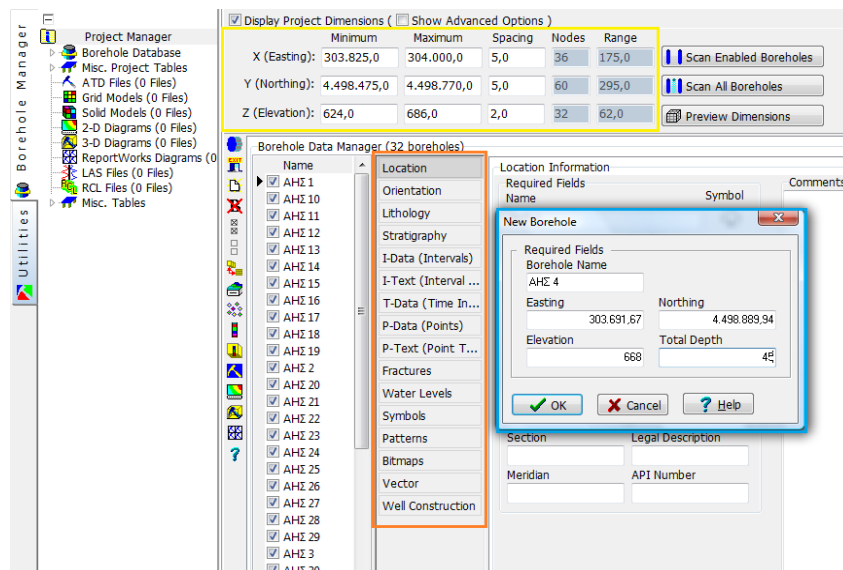 Borehole Manager
Utilities
Project Manager
Borehole Database
Misc. Project Tables
ATD Files (0 Files)
Grid Models (0 Files)
Solid Models (0 Files)
2-D Diagrams (0 Files)
3-D Diagrams (0 Files)
ReportWorks Diagrams (0
LAS Files (0 Files)
RCL Files (0 Files)
Misc. Tables
Display Project Dimensions ( Show Advanced Options )
Minimum Maximum Spacing Nodes Range
X (Easting): 303.825,0 304.000,0 5,0 36 175,0
Y (Northing): 4.498.475,0 4.498.770,0 5,0 60 295,0
Z (Elevation): 624,0 686,0 2,0 32 62,0
Scan Enabled Boreholes
Scan All Boreholes
Preview Dimensions
Borehole Data Manager (32 boreholes)
EXIT
Name
ΑΗΣ 1
ΑΗΣ 10
ΑΗΣ 11
ΑΗΣ 12
ΑΗΣ 13
ΑΗΣ 14
ΑΗΣ 15
ΑΗΣ 16
ΑΗΣ 17
ΑΗΣ 18
ΑΗΣ 19
ΑΗΣ 2
ΑΗΣ 20
ΑΗΣ 21
ΑΗΣ 22
ΑΗΣ 23
ΑΗΣ 24
ΑΗΣ 25
ΑΗΣ 26
ΑΗΣ 27
ΑΗΣ 28
ΑΗΣ 29
ΑΗΣ 3
ΑΗΣ 30
Location
Orientation
Lithology
Stratigraphy
I-Data (Intervals)
I-Text (Interval ...
T-Data (Time In...
P-Data (Points)
P-Text (Point T...
Fractures
Water Levels
Symbols
Patterns
Bitmaps
Vector
Well Construction
Location Information
Required Fields
Name Symbol
Comments
New Borehole
Required Fields
Borehole Name
ΑΗΣ 4
Easting Northing
303.691,67 4.498.889,94
Elevation Total Depth
668
OK Cancel Help
Section Legal Description
Meridian API Number